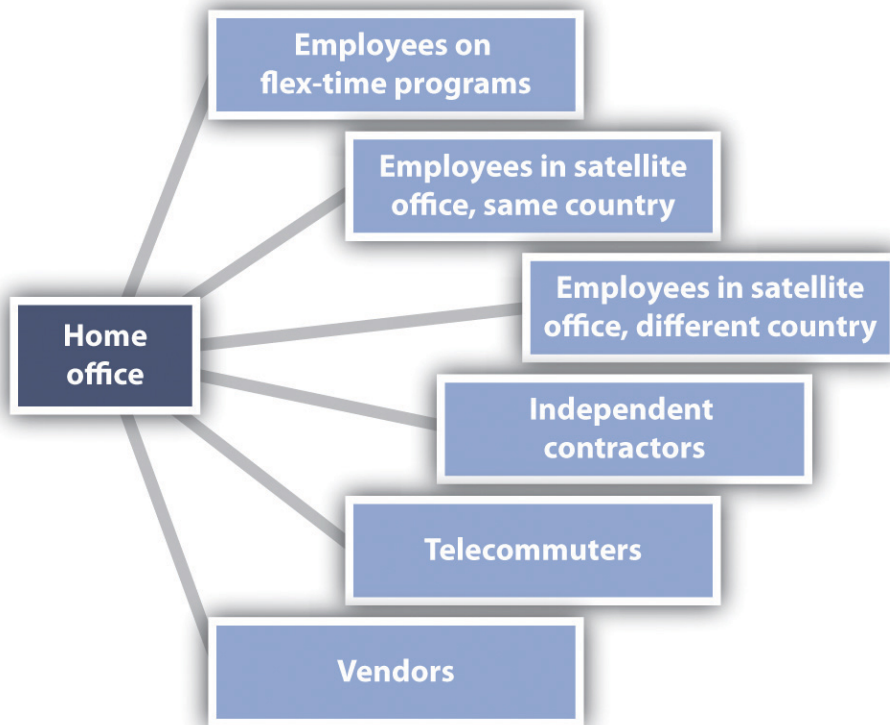 Employees on
flex-time programs
Employees in satellite
office, same country
Employees in satellite
office, different country
Home
office
Independent
contractors
Telecommuters
Vendors